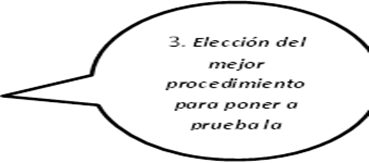 3. Elección del
mejor
procedimiento
para poner a
prueba la